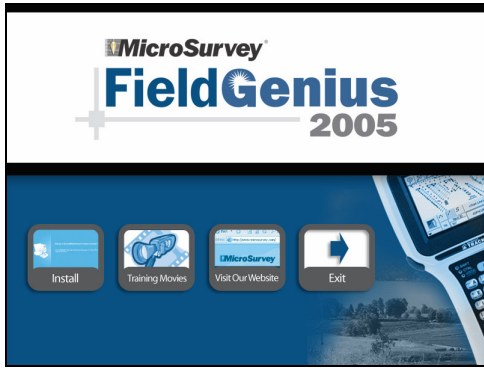 MicroSurvey
FieldGenius
2005
Install
Training Movies
MicroSurvey
Visit Our Website
Exit